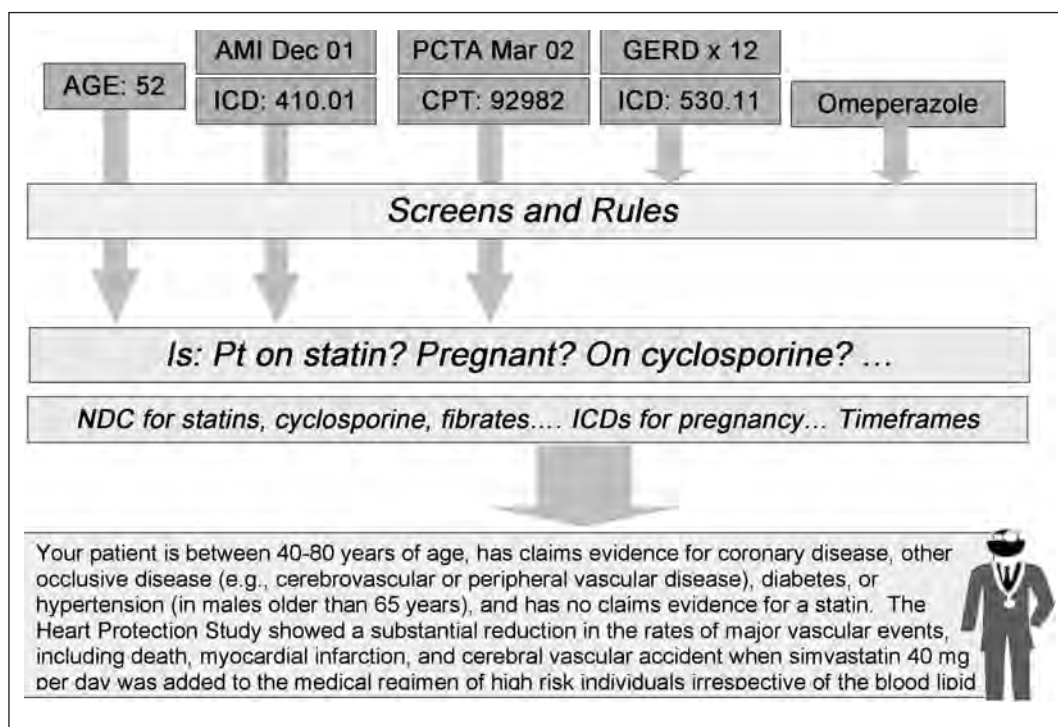 AGE: 52
AMI Dec 01
ICD: 410.01
PCTA Mar 02
CPT: 92982
GERD x 12
ICD: 530.11
Omeperazole
Screens and Rules
Is: Pt on statin? Pregnant? On cyclosporine? …
NDC for statins, cyclosporine, fibrates…. ICDs for pregnancy… Timeframes
Your patient is between 40-80 years of age, has claims evidence for coronary disease, other
occlusive disease (e.g., cerebrovascular or peripheral vascular disease), diabetes, or
hypertension (in males older than 65 years), and has no claims evidence for a statin. The
Heart Protection Study showed a substantial reduction in the rates of major vascular events,
including death, myocardial infarction, and cerebral vascular accident when simvastatin 40 mg
per day was added to the medical regimen of high risk individuals irrespective of the blood lipid